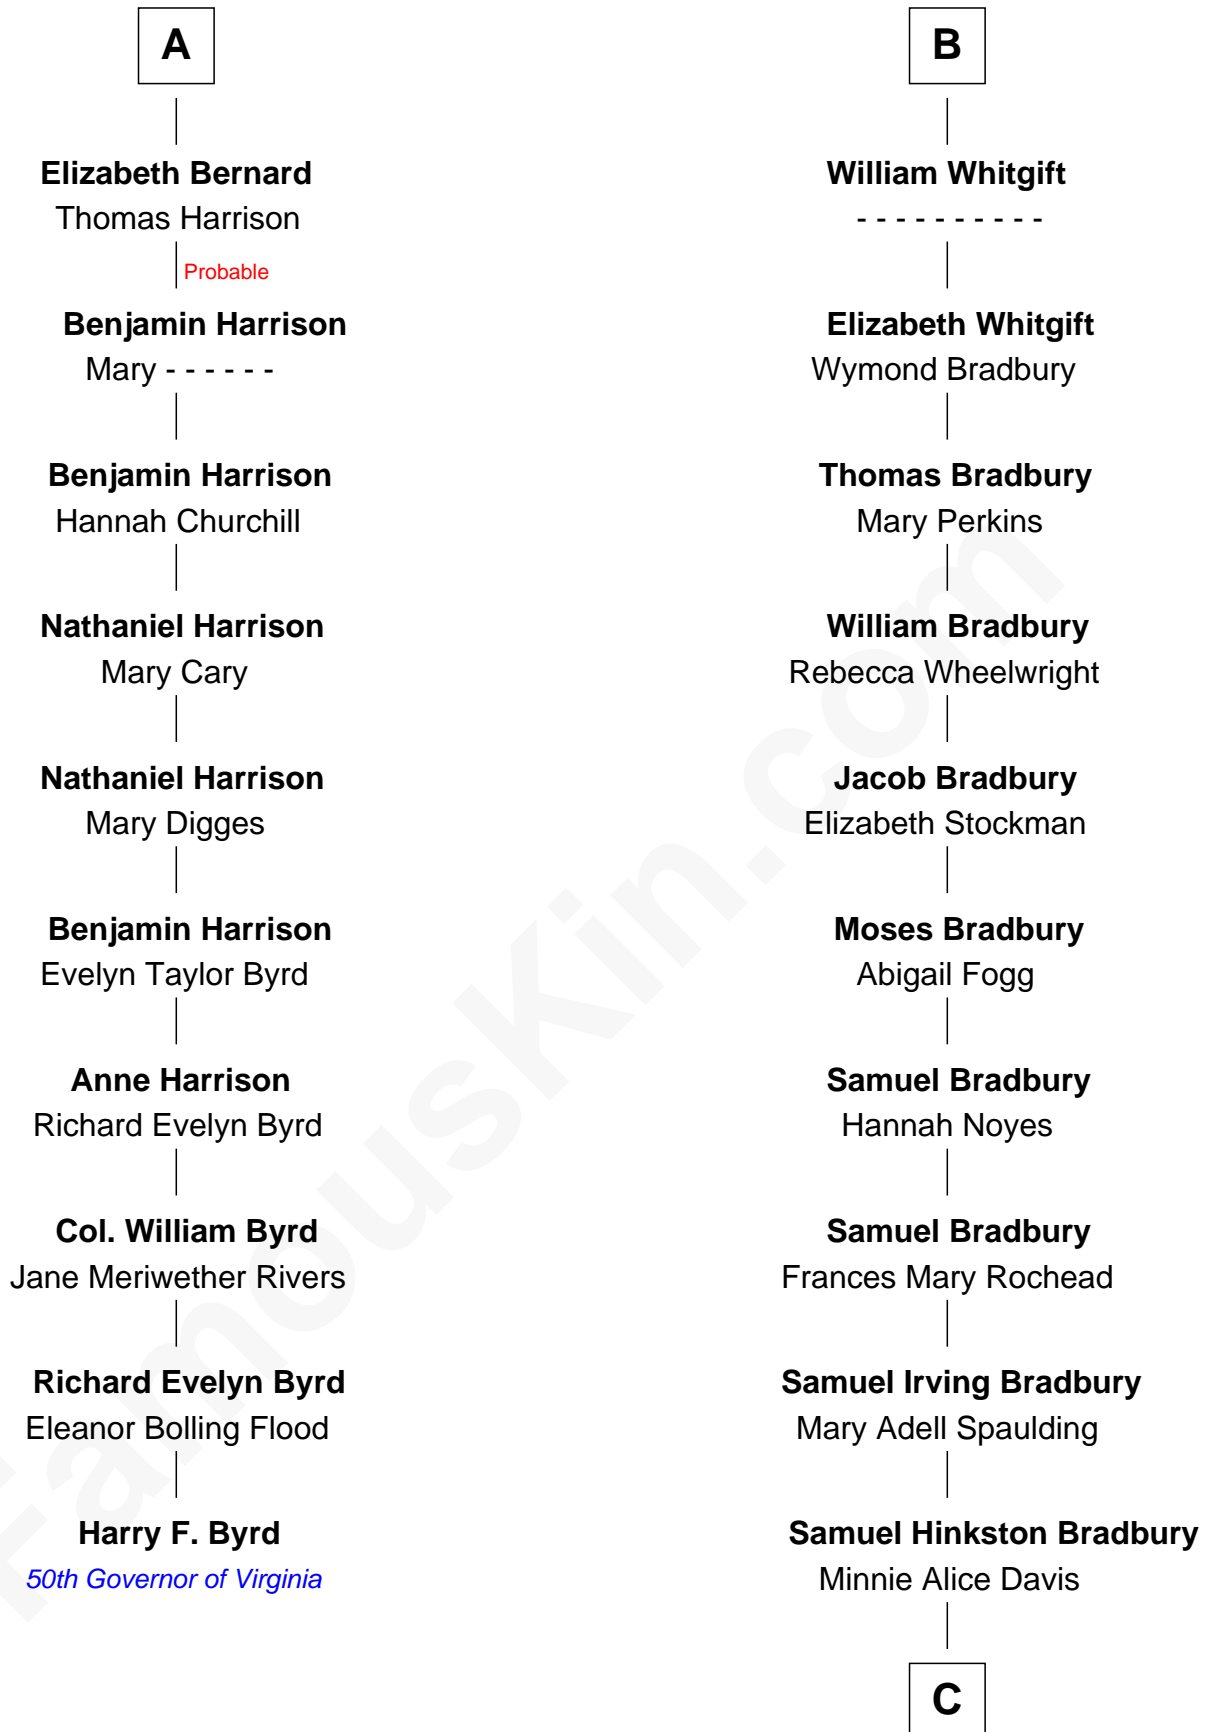 A
Elizabeth Bernard
Thomas Harrison
Probable
Benjamin Harrison
Mary - - - - - -
Benjamin Harrison
Hannah Churchill
Nathaniel Harrison
Mary Cary
Nathaniel Harrison
Mary Digges
Benjamin Harrison
Evelyn Taylor Byrd
Anne Harrison
Richard Evelyn Byrd
Col. William Byrd
Jane Meriwether Rivers
Richard Evelyn Byrd
Eleanor Bolling Flood
Harry F. Byrd
50th Governor of Virginia
B
William Whitgift
- - - - - - - - - -
Elizabeth Whitgift
Wymond Bradbury
Thomas Bradbury
Mary Perkins
William Bradbury
Rebecca Wheelwright
Jacob Bradbury
Elizabeth Stockman
Moses Bradbury
Abigail Fogg
Samuel Bradbury
Hannah Noyes
Samuel Bradbury
Frances Mary Rochead
Samuel Irving Bradbury
Mary Adell Spaulding
Samuel Hinkston Bradbury
Minnie Alice Davis
C
FamousKin.com